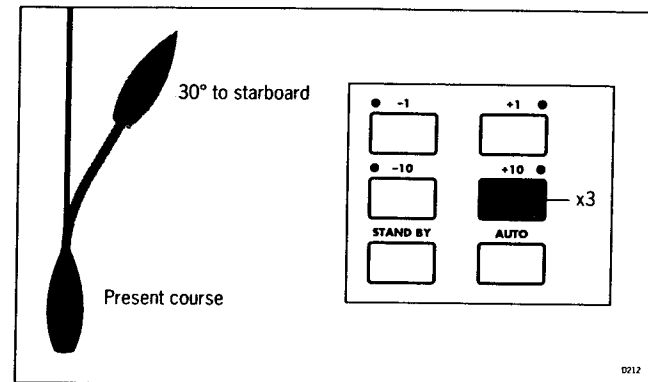 30° to starboard
Present course
-1 +1
-10 +10
x3
STAND BY AUTO
D212